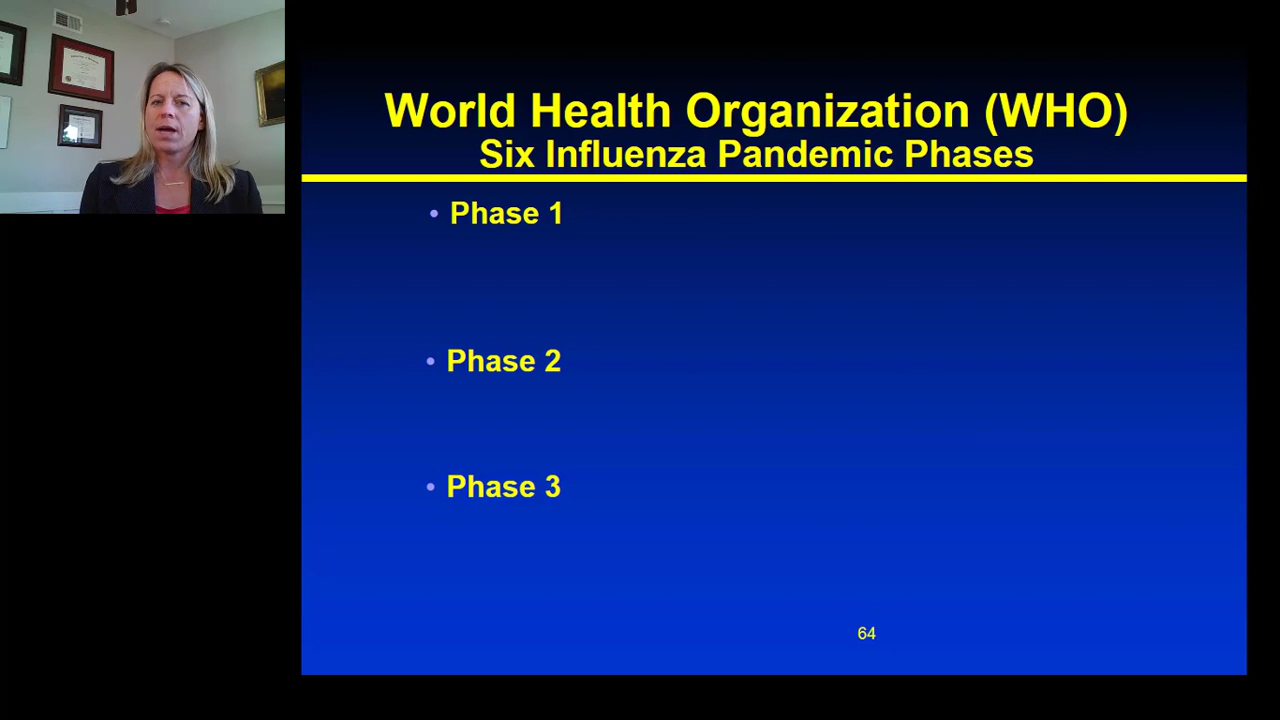 World Health Organization (WHO)
Six Influenza Pandemic Phases
• Phase 1
• Phase 2
• Phase 3
64